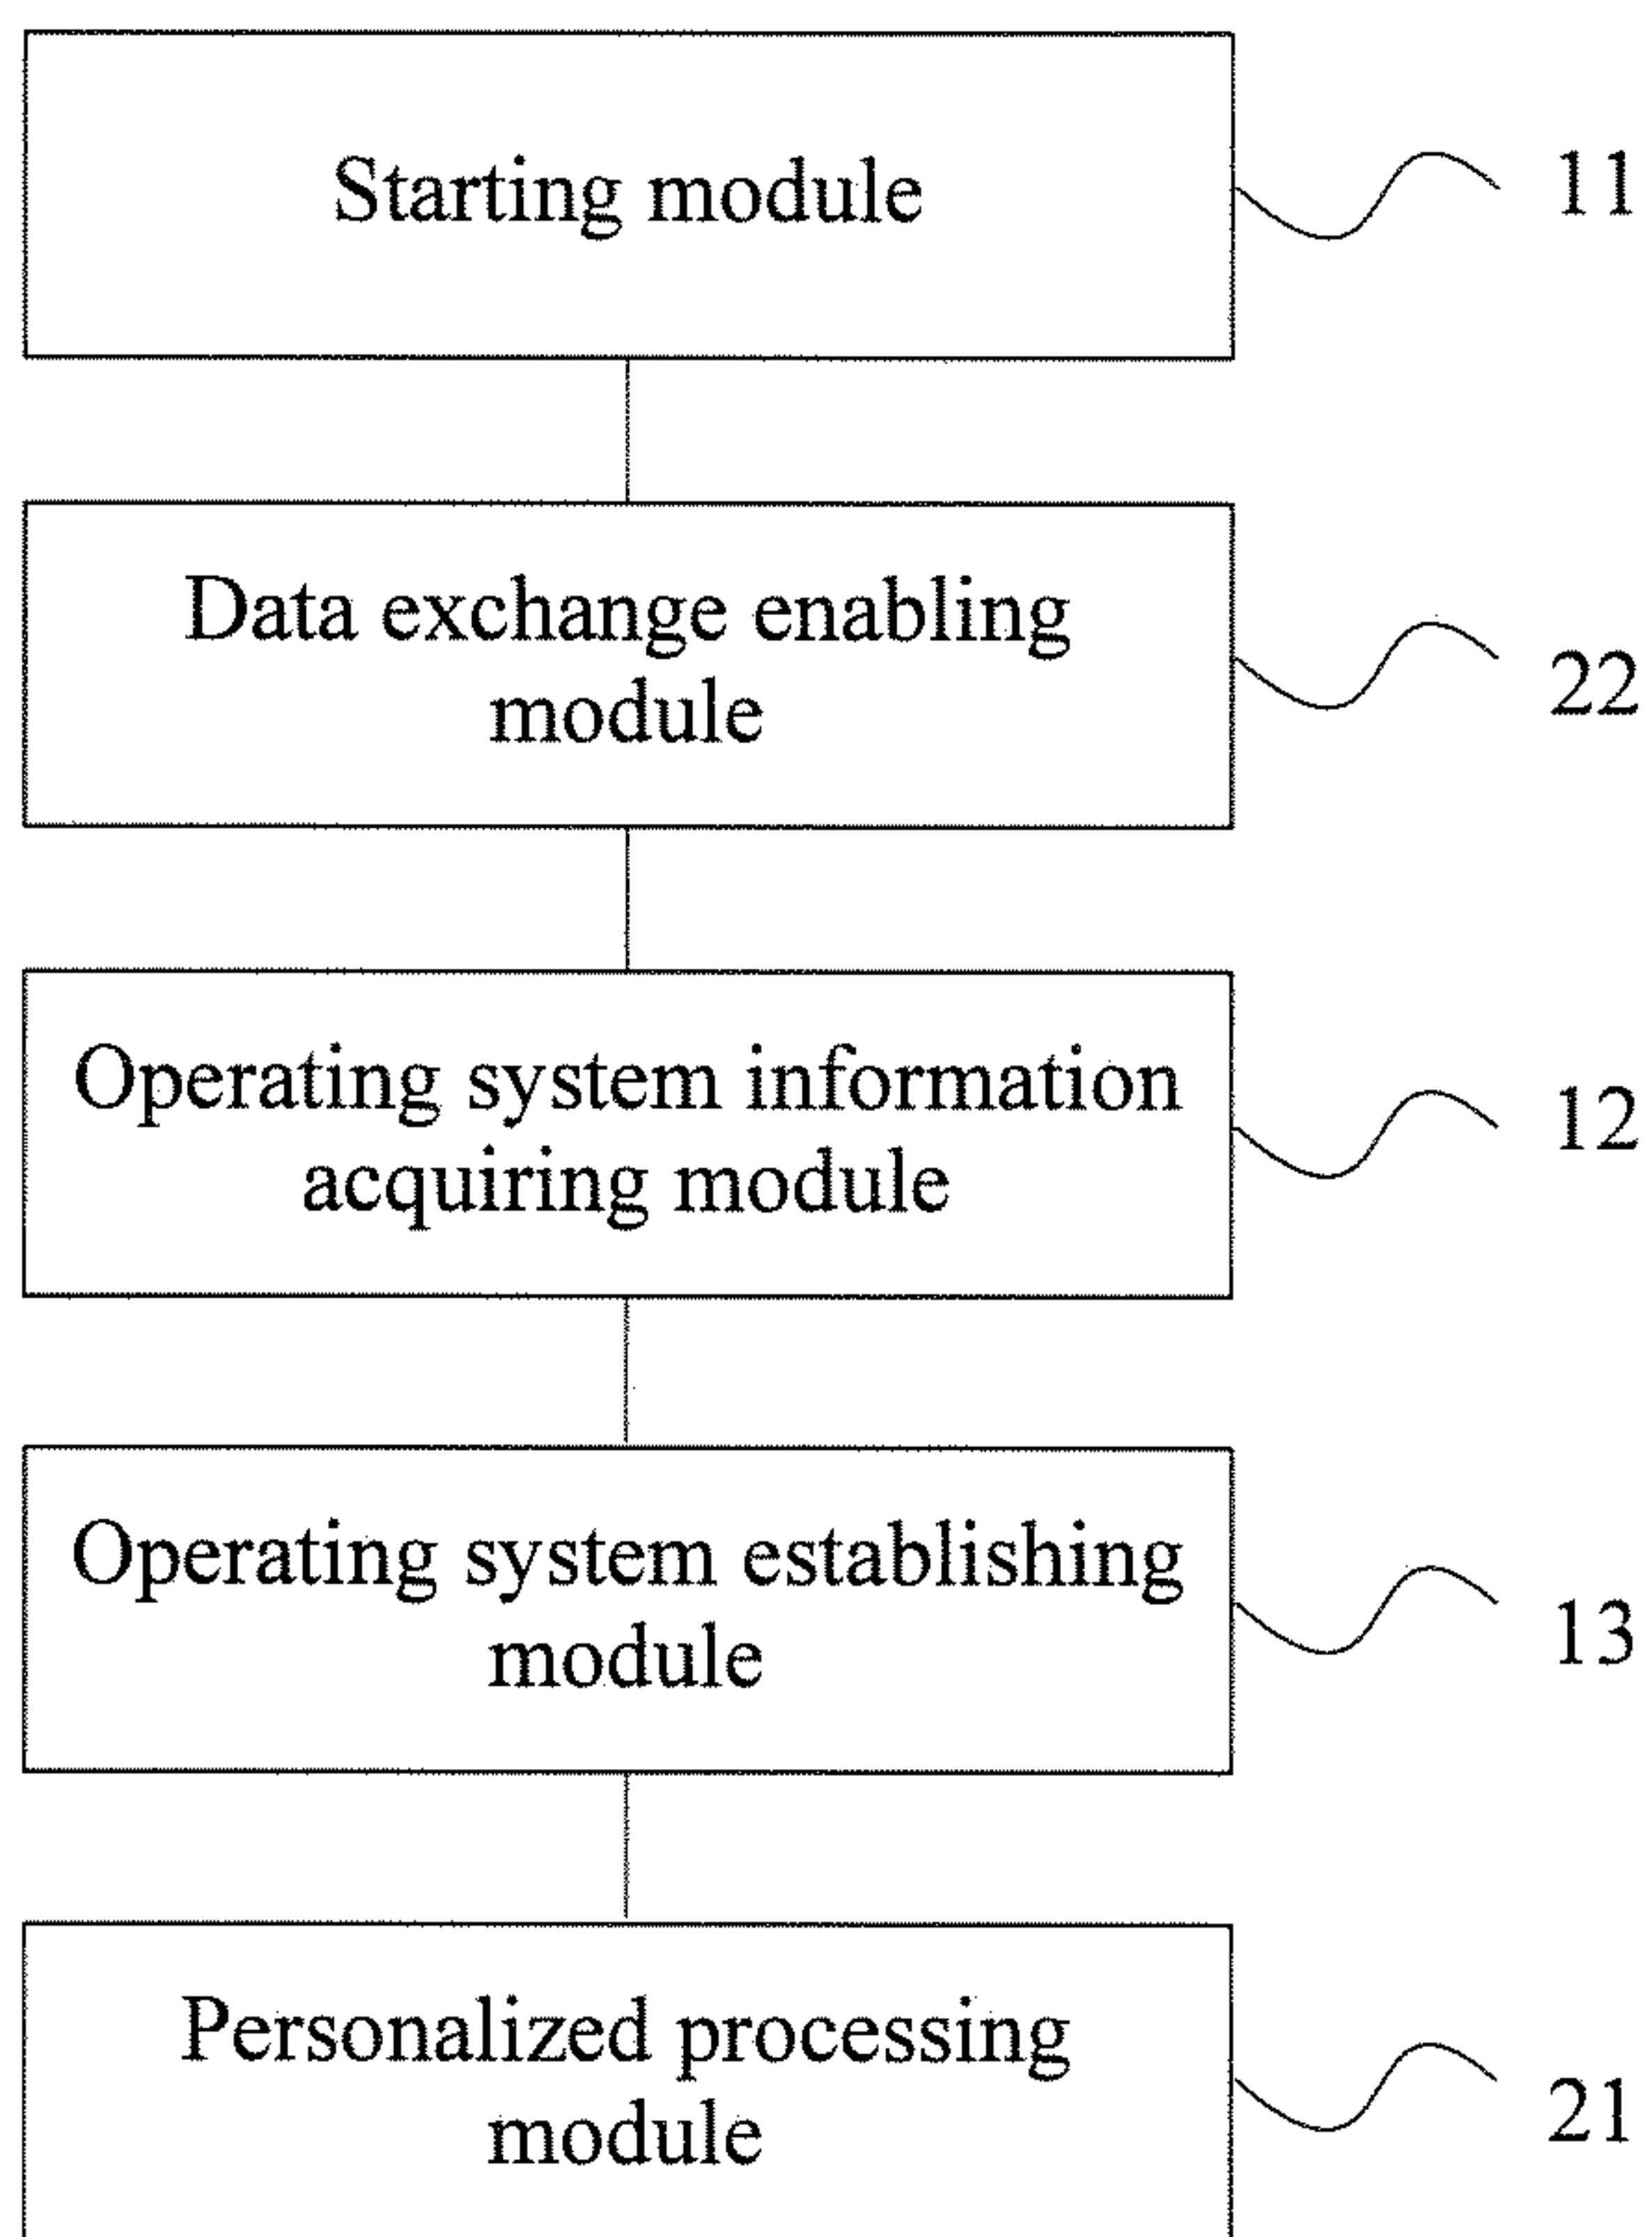 Starting module
11
Data exchange enabling
module
22
Operating system information
acquiring module
12
Operating system establishing
module
13
Personalized processing
module
21